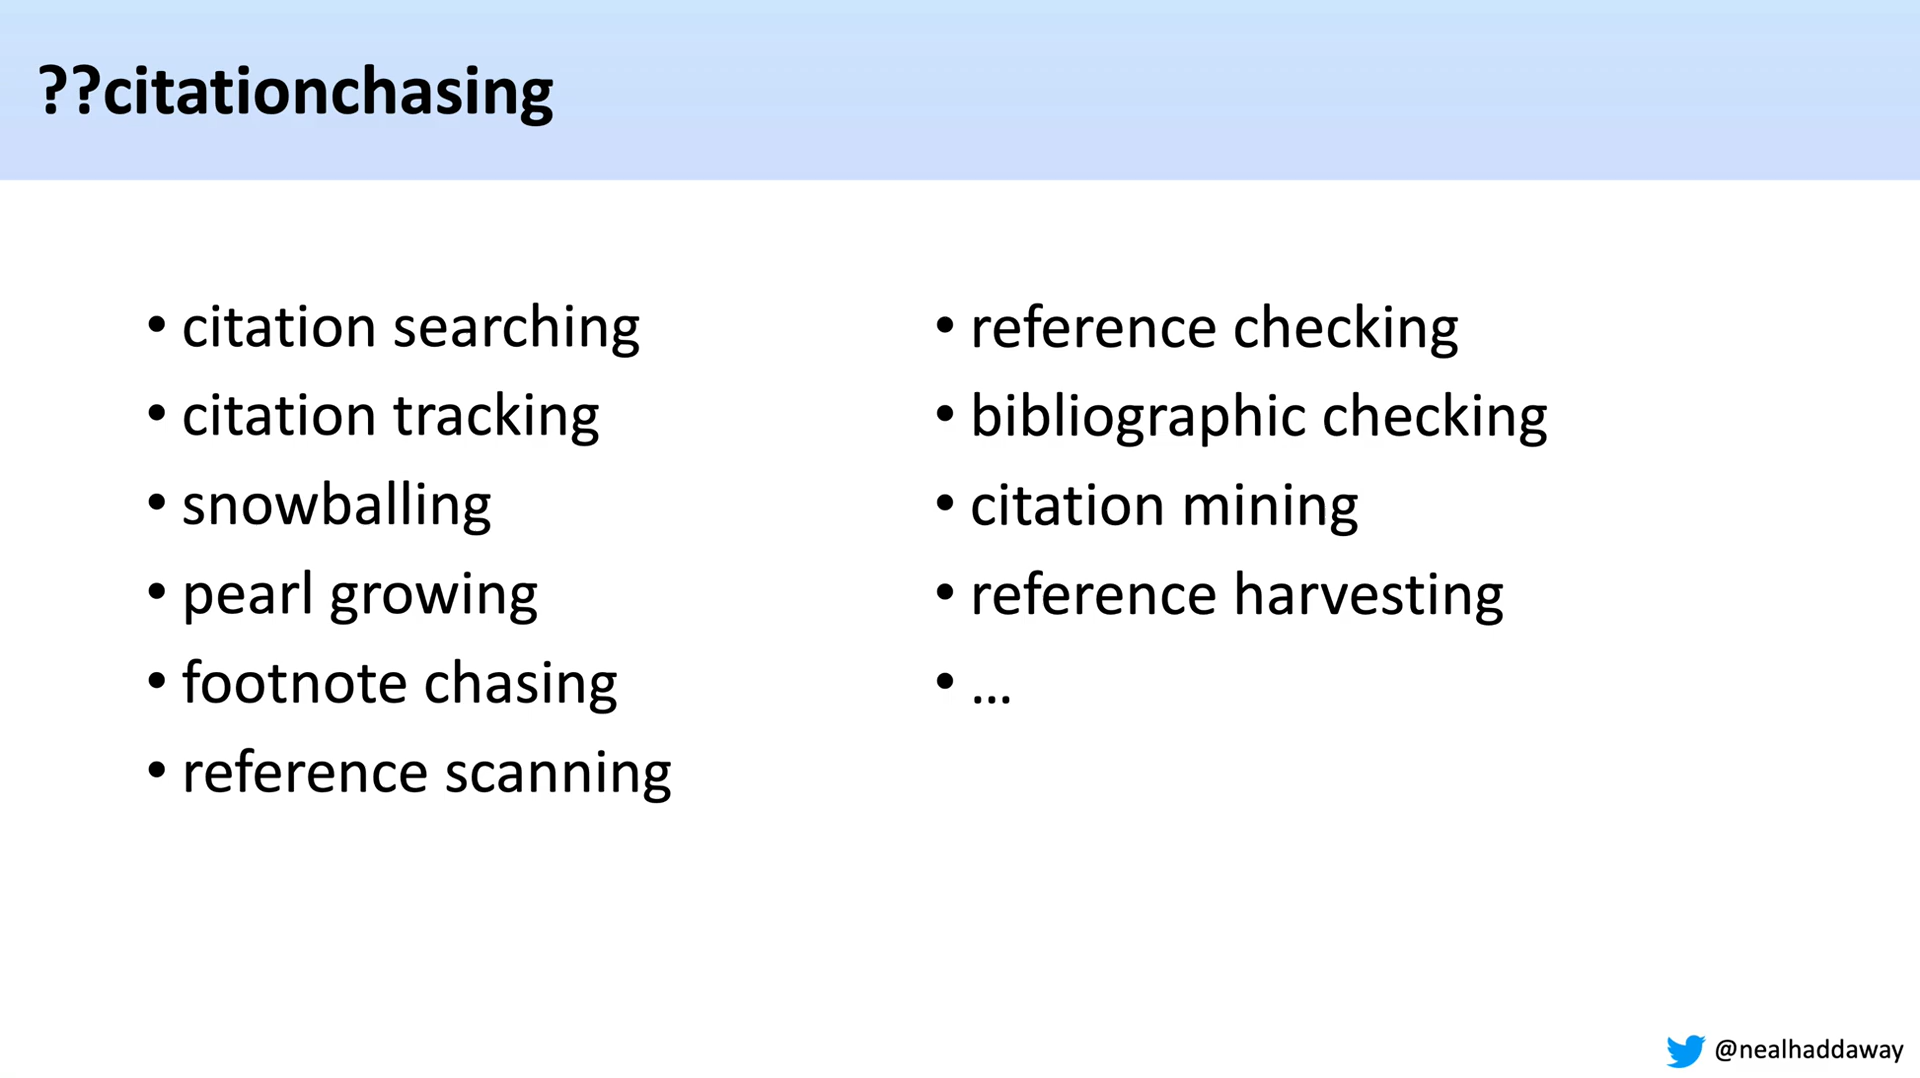 ??citationchasing
• citation searching
• citation tracking
• snowballing
• pearl growing
• footnote chasing
• reference scanning
• reference checking
• bibliographic checking
• citation mining
• reference harvesting
• ...
@nealhaddaway